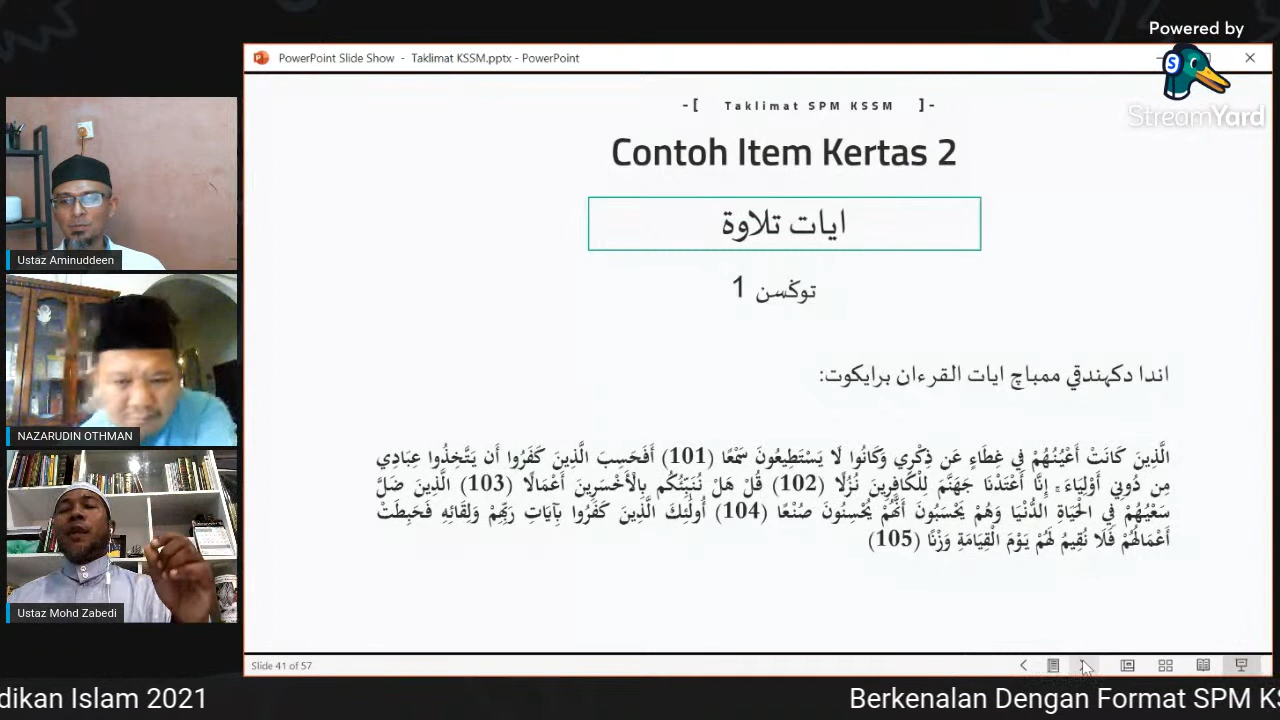 Powered by
StreamYard
PowerPoint Slide Show - Taklimat KSSM.pptx - PowerPoint
-[ Taklimat SPM KSSM ]-
Contoh Item Kertas 2
ايات تلاوة
توݢسن 1
اندا دكهندقي ممباچ ايات القرءان برايكوت:
الَّذِينَ كَانَتْ أَعْيُنُهُمْ فِي غِطَاءٍ عَن ذِكْرِي وَكَانُوا لَا يَسْتَطِيعُونَ سَمْعًا (101) أَفَحَسِبَ الَّذِينَ كَفَرُوا أَن يَتَّخِذُوا عِبَادِي
مِن دُونِي أَوْلِيَاءَ ۚ إِنَّا أَعْتَدْنَا جَهَنَّمَ لِلْكَافِرِينَ نُزُلًا (102) قُلْ هَلْ نُنَبِّئُكُم بِالْأَخْسَرِينَ أَعْمَالًا (103) الَّذِينَ ضَلَّ
سَعْيُهُمْ فِي الْحَيَاةِ الدُّنْيَا وَهُمْ يَحْسَبُونَ أَنَّهُمْ يُحْسِنُونَ صُنْعًا (104) أُولَٰئِكَ الَّذِينَ كَفَرُوا بِآيَاتِ رَبِّهِمْ وَلِقَائِهِ فَحَبِطَتْ
أَعْمَالُهُمْ فَلَا نُقِيمُ لَهُمْ يَوْمَ الْقِيَامَةِ وَزْنًا (105)
Slide 41 of 57
Ustaz Aminuddeen
NAZARUDIN OTHMAN
Ustaz Mohd Zabedi
dikan Islam 2021
Berkenalan Dengan Format SPM KS